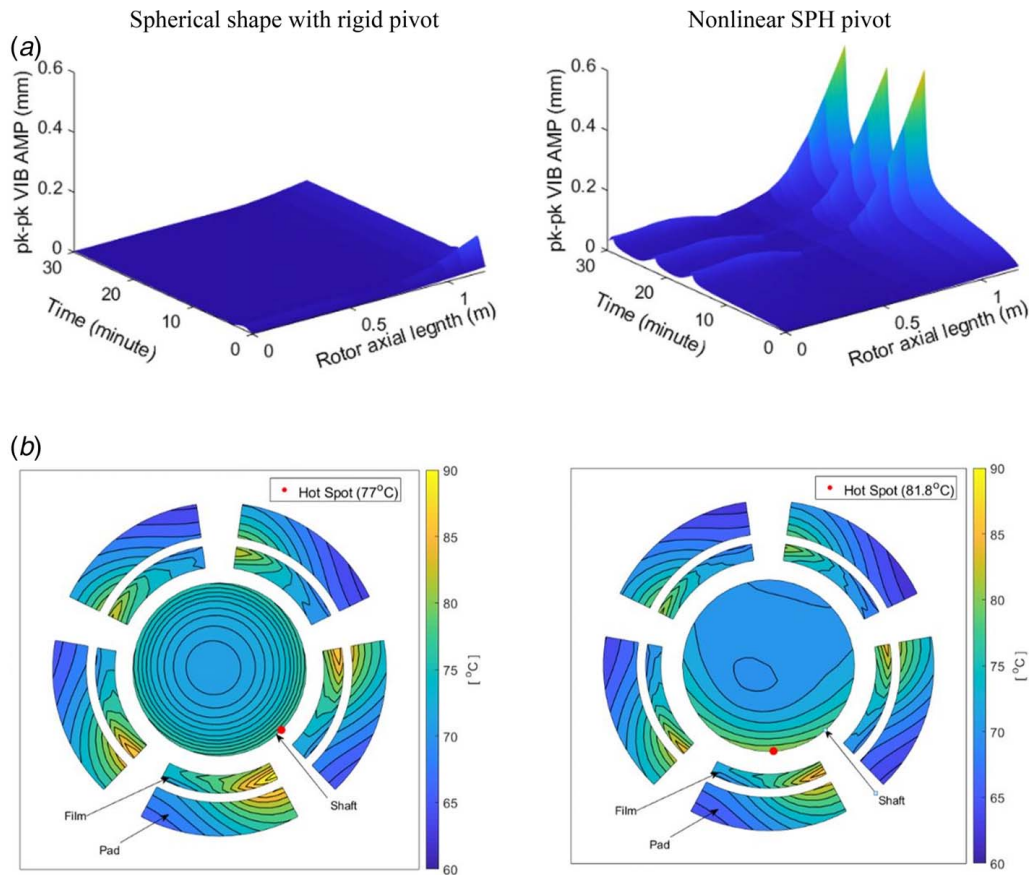 Spherical shape with rigid pivot
Nonlinear SPH pivot
(a)
pk-pk VIB AMP (mm)
0.6
0.4
0.2
0
30
20
10
0
Time (minute)
0
0.5
1
Rotor axial legnth (m)
pk-pk VIB AMP (mm)
0.6
0.4
0.2
0
30
20
10
0
Time (minute)
0
0.5
1
Rotor axial legnth (m)
(b)
Hot Spot (77°C)
Film
Pad
Shaft
90
85
80
75
70
65
60
[ °C]
Hot Spot (81.8°C)
Film
Pad
Shaft
90
85
80
75
70
65
60
[ °C]